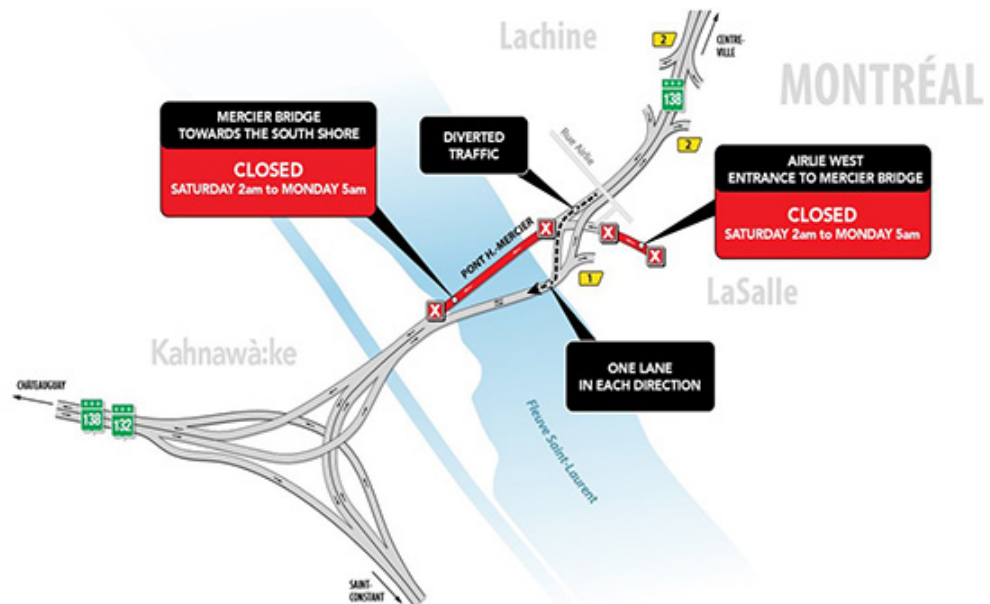 Lachine
2
CENTRE-
VILLE
MONTRÉAL
138
MERCIER BRIDGE
TOWARDS THE SOUTH SHORE
CLOSED
SATURDAY 2am to MONDAY 5am
DIVERTED
TRAFFIC
Rue Airlie
2
AIRLIE WEST
ENTRANCE TO MERCIER BRIDGE
CLOSED
SATURDAY 2am to MONDAY 5am
X
X
X
PONT H.-MERCIER
1
LaSalle
X
Kahnawà:ke
ONE LANE
IN EACH DIRECTION
CHÂTEAUGUAY
138
132
Fleuve Saint-Laurent
SAINT-
CONSTANT